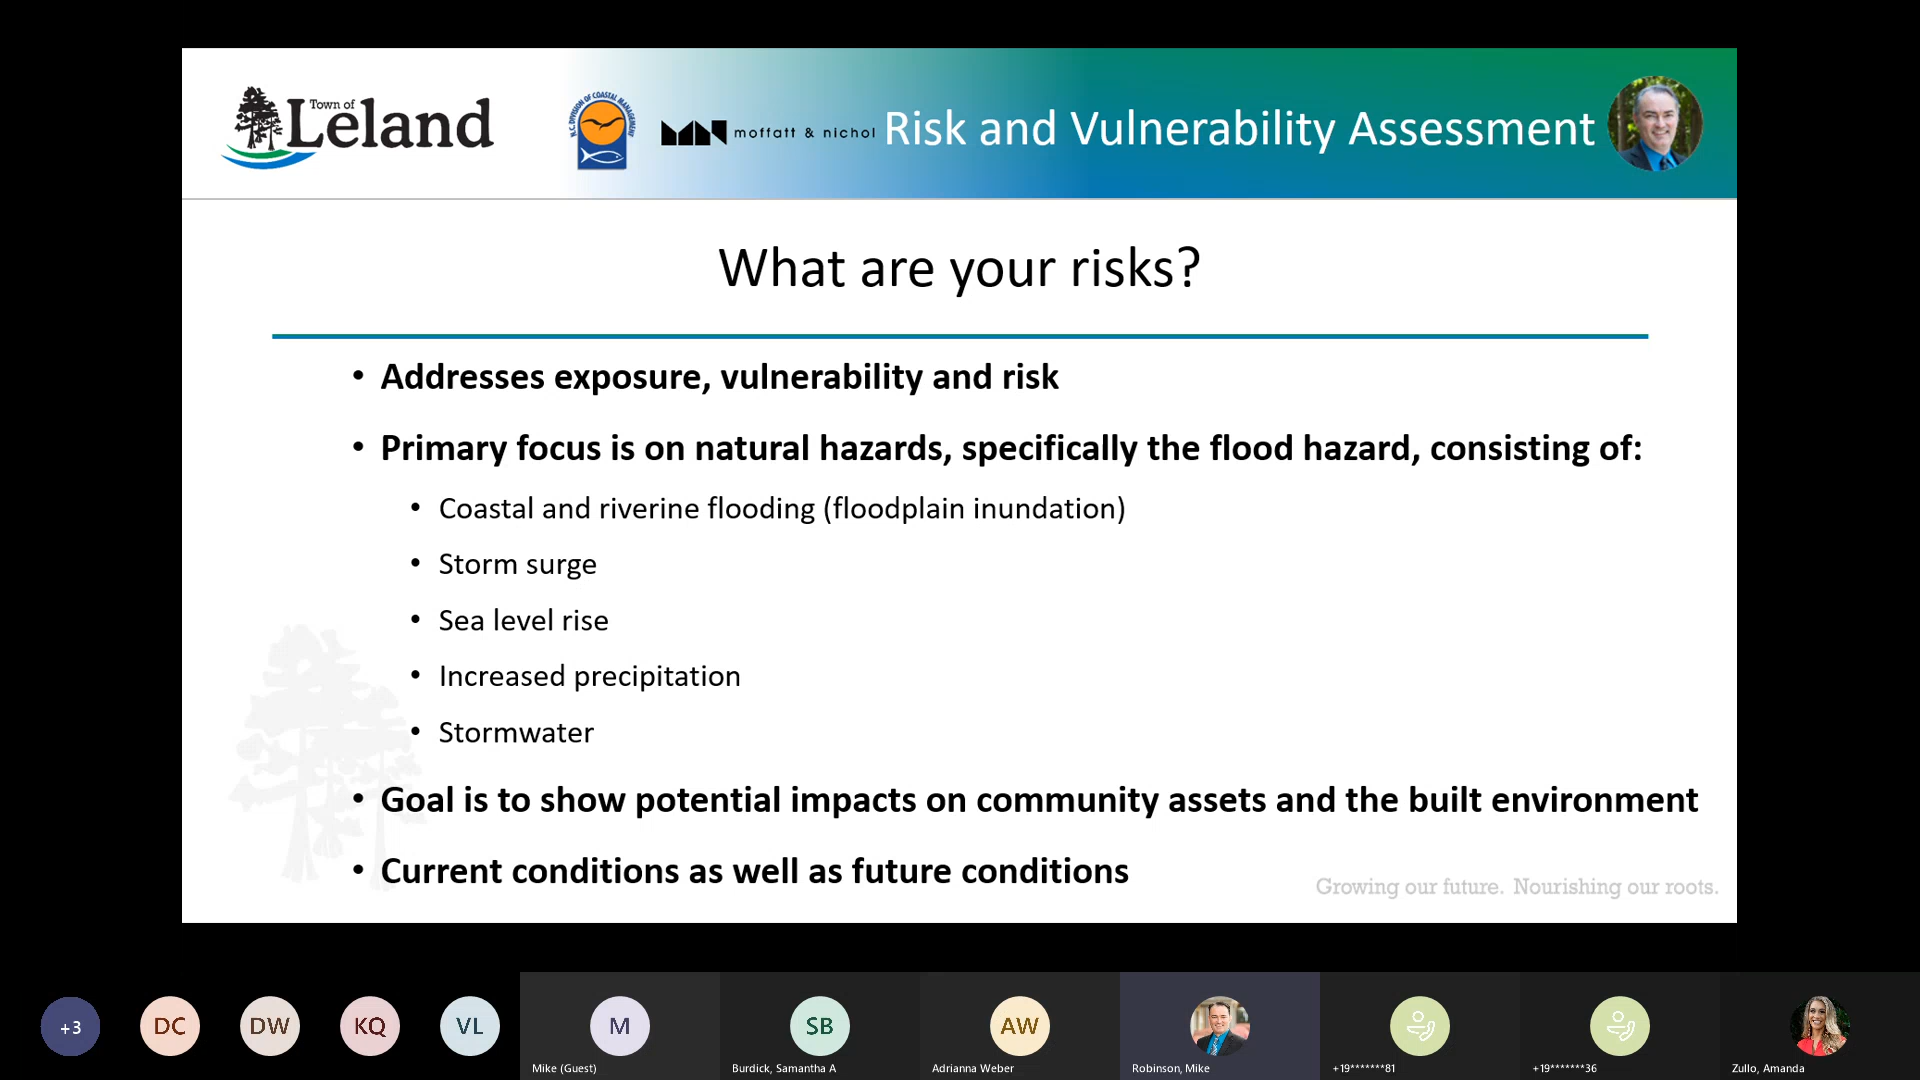 Town of
Leland
N.C. DIVISION OF COASTAL MANAGEMENT
moffatt & nichol
Risk and Vulnerability Assessment
What are your risks?
• Addresses exposure, vulnerability and risk
• Primary focus is on natural hazards, specifically the flood hazard, consisting of:
• Coastal and riverine flooding (floodplain inundation)
• Storm surge
• Sea level rise
• Increased precipitation
• Stormwater
• Goal is to show potential impacts on community assets and the built environment
• Current conditions as well as future conditions
Growing our future. Nourishing our roots.
+3
DC
DW
KQ
VL
M
Mike (Guest)
SB
Burdick, Samantha A
AW
Adrianna Weber
Robinson, Mike
+19*******81
+19*******36
Zullo, Amanda